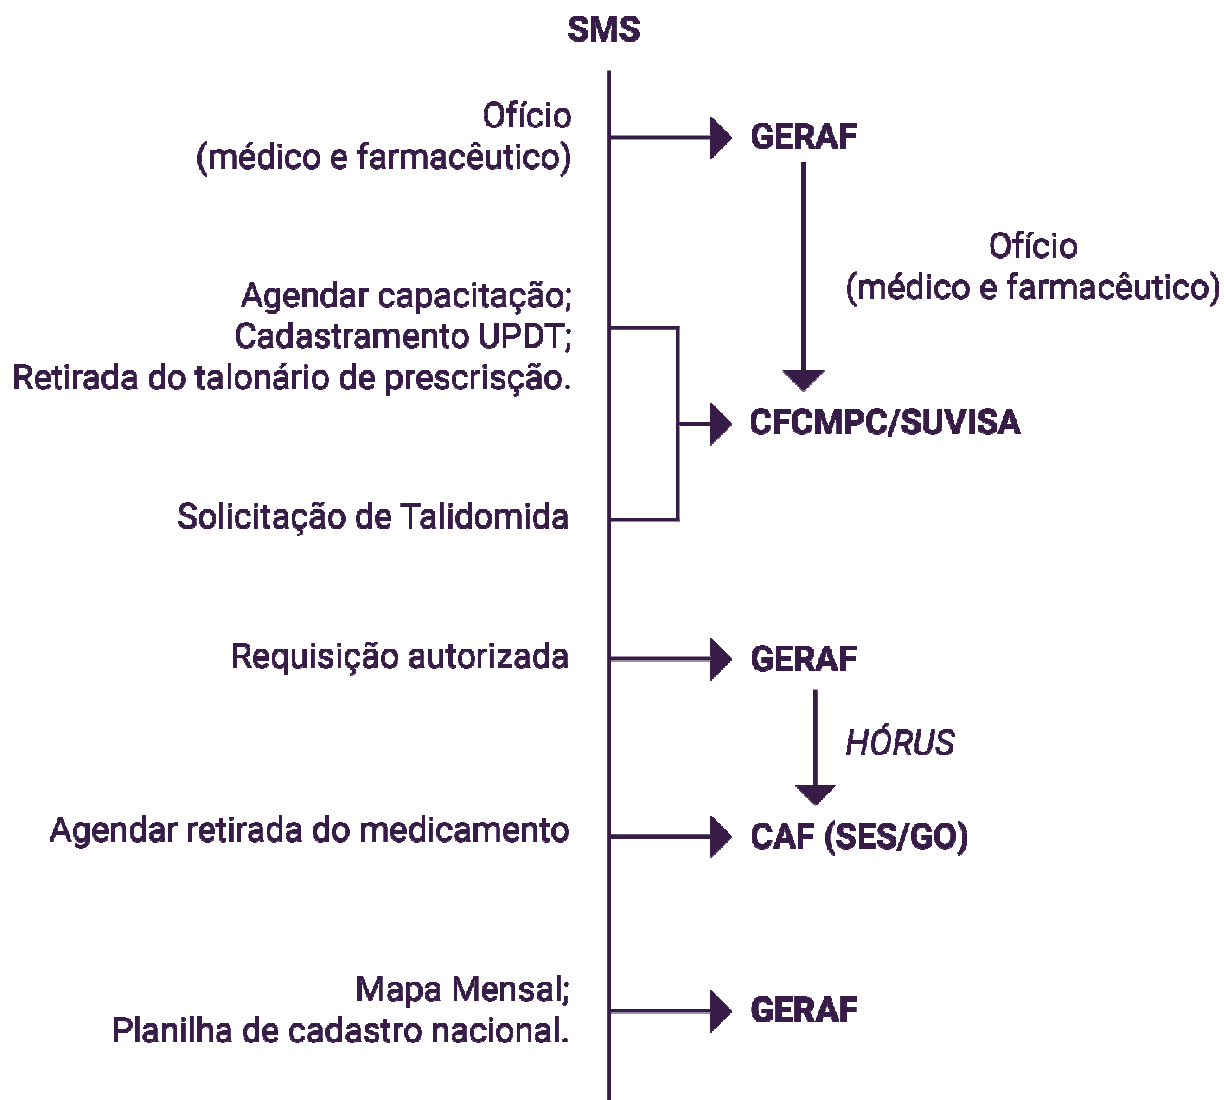 SMS
Ofício
(médico e farmacêutico)
GERAF
Ofício
(médico e farmacêutico)
Agendar capacitação;
Cadastramento UPDT;
Retirada do talonário de prescrisção.
CFCMPC/SUVISA
Solicitação de Talidomida
Requisição autorizada
GERAF
HÓRUS
Agendar retirada do medicamento
CAF (SES/GO)
Mapa Mensal;
Planilha de cadastro nacional.
GERAF